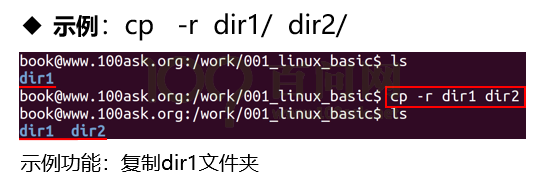 ◆ 示例：cp -r dir1/ dir2/
book@www.100ask.org:/work/001_linux_basic$ ls
dir1
book@www.100ask.org:/work/001_linux_basic$ cp -r dir1 dir2
book@www.100ask.org:/work/001_linux_basic$ ls
dir1 dir2
示例功能：复制dir1文件夹